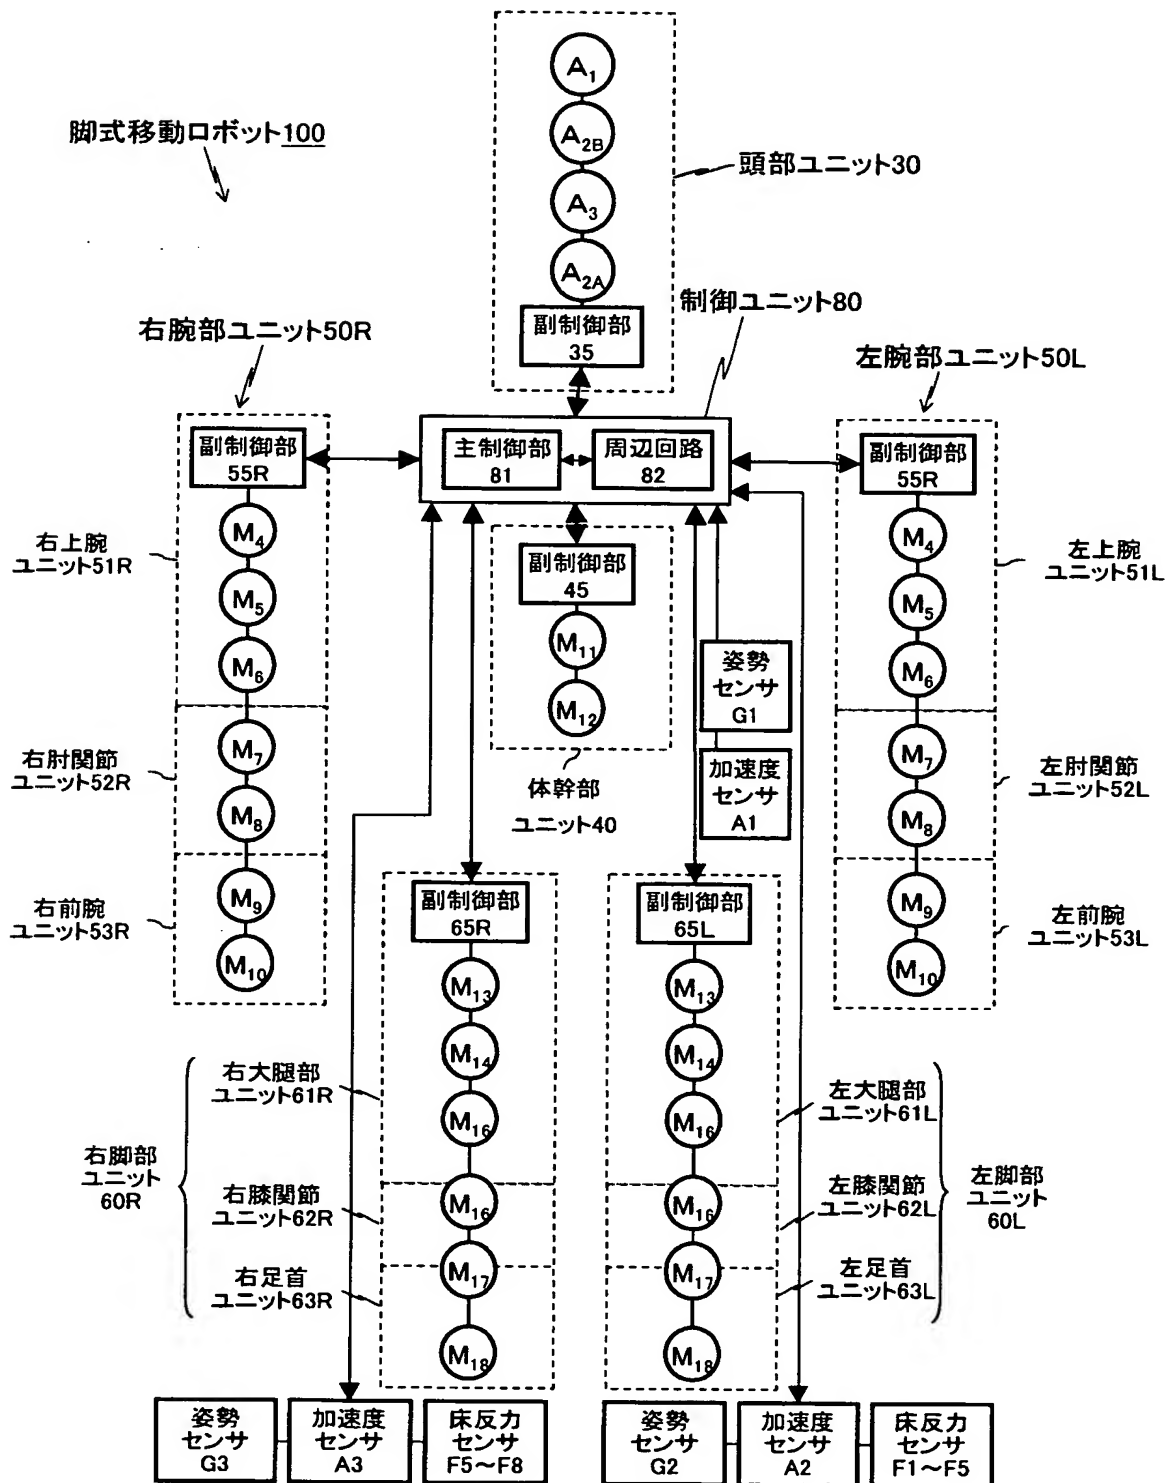 脚式移動ロボット100
A1
A2B
A3
A2A
副制御部
35
頭部ユニット30
制御ユニット80
主制御部
81
周辺回路
82
右腕部ユニット50R
副制御部
55R
M4
M5
M6
M7
M8
M9
M10
右上腕
ユニット51R
右肘関節
ユニット52R
右前腕
ユニット53R
副制御部
45
M11
M12
体幹部
ユニット40
姿勢
センサ
G1
加速度
センサ
A1
左腕部ユニット50L
副制御部
55R
M4
M5
M6
M7
M8
M9
M10
左上腕
ユニット51L
左肘関節
ユニット52L
左前腕
ユニット53L
副制御部
65R
M13
M14
M16
M16
M17
M18
右大腿部
ユニット61R
右膝関節
ユニット62R
右足首
ユニット63R
右脚部
ユニット
60R
副制御部
65L
M13
M14
M16
M16
M17
M18
左大腿部
ユニット61L
左膝関節
ユニット62L
左足首
ユニット63L
左脚部
ユニット
60L
姿勢
センサ
G3
加速度
センサ
A3
床反力
センサ
F5～F8
姿勢
センサ
G2
加速度
センサ
A2
床反力
センサ
F1～F5